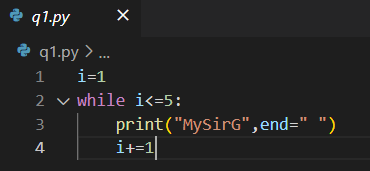 q1.py ×
q1.py > ...
1 i=1
2 while i<=5:
3     print("MySirG",end=" ")
4     i+=1